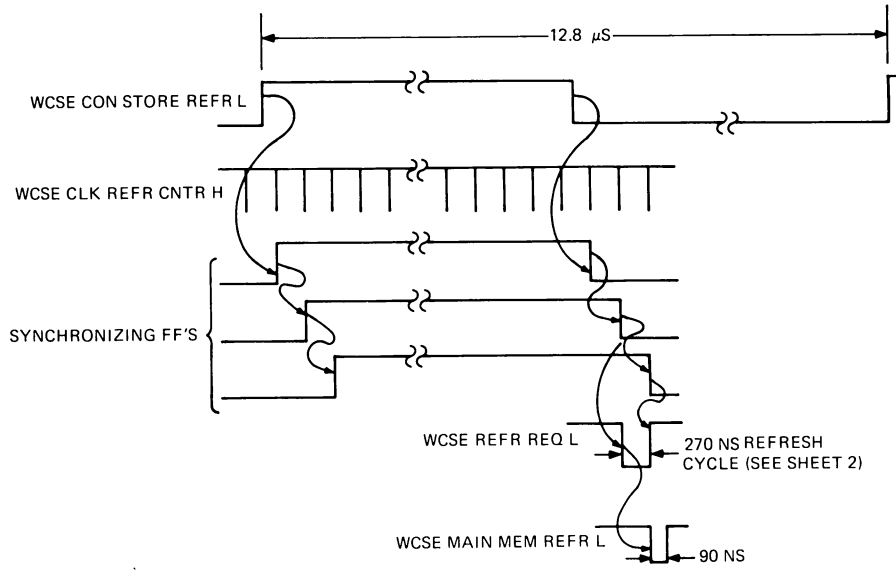 12.8 μS
WCSE CON STORE REFR L
WCSE CLK REFR CNTR H
SYNCHRONIZING FF'S
WCSE REFR REQ L
270 NS REFRESH
CYCLE (SEE SHEET 2)
WCSE MAIN MEM REFR L
90 NS